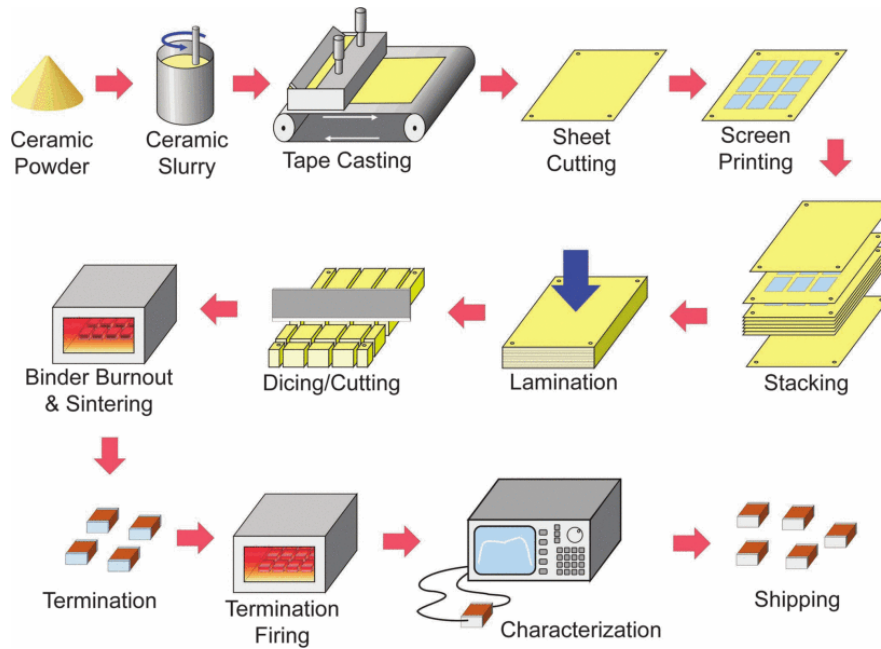 Ceramic
Powder
Ceramic
Slurry
Tape Casting
Sheet
Cutting
Screen
Printing
Binder Burnout
& Sintering
Dicing/Cutting
Lamination
Stacking
Termination
Termination
Firing
Characterization
Shipping